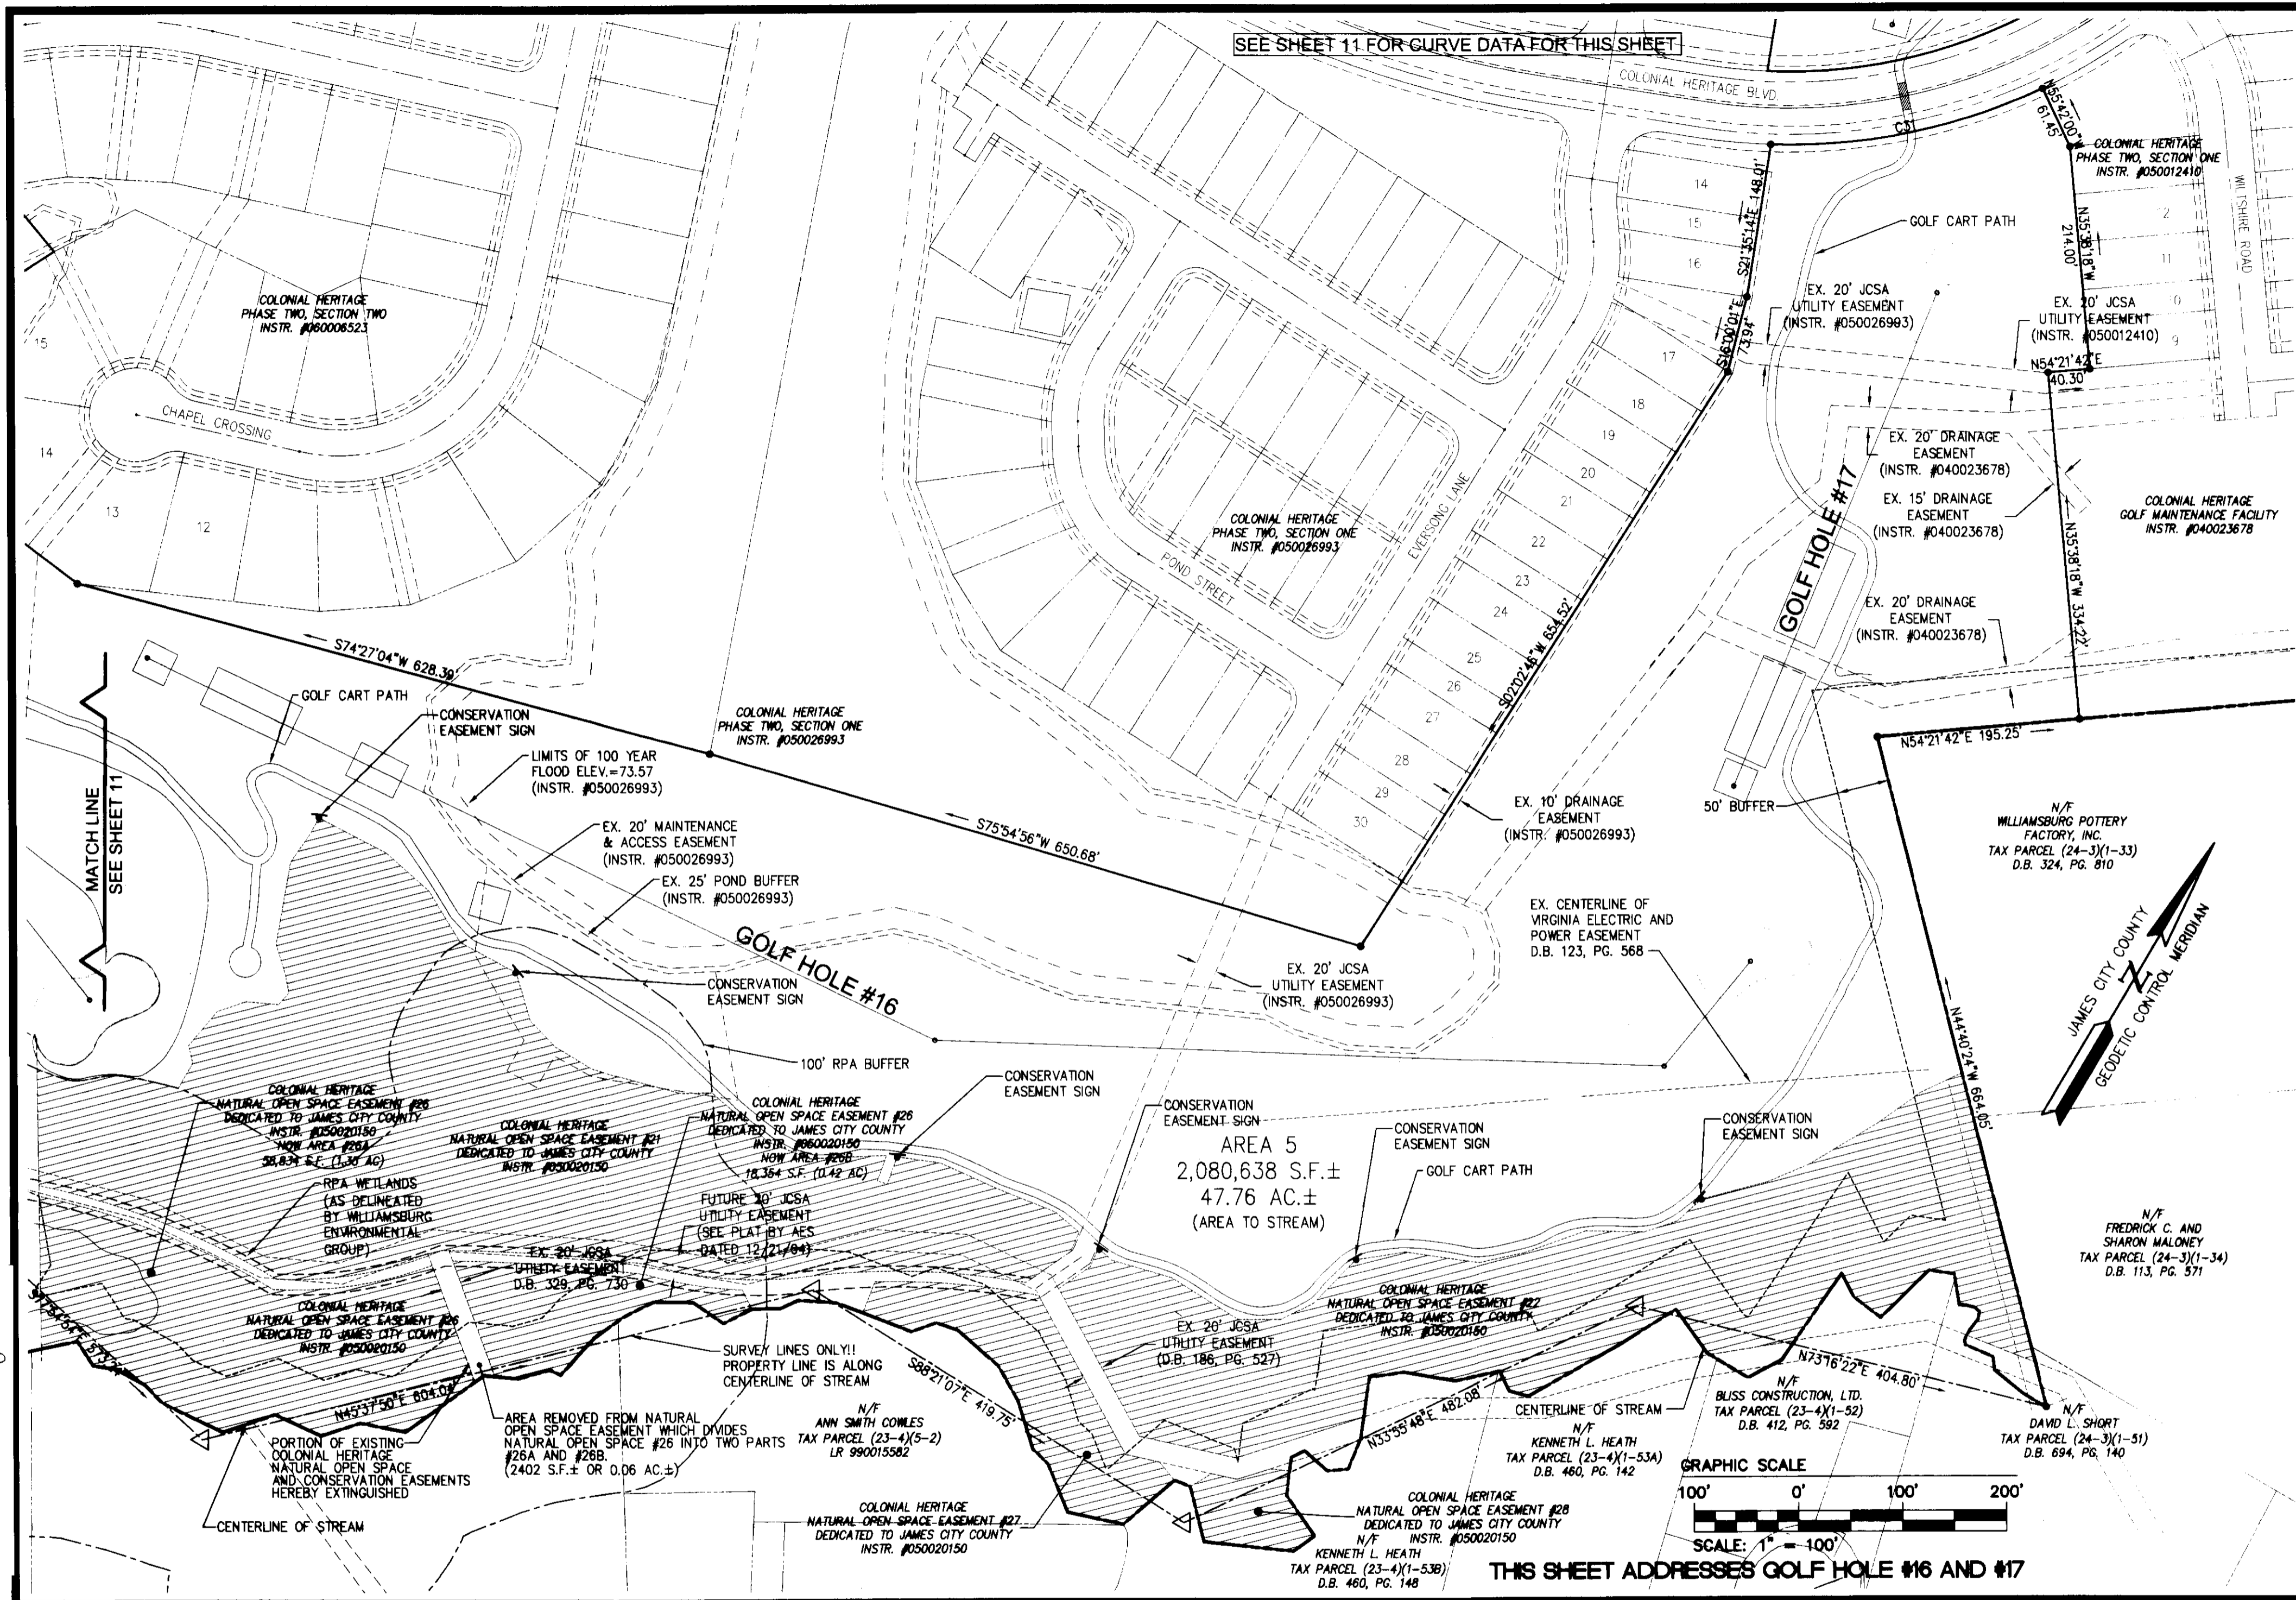 SEE SHEET 11 FOR CURVE DATA FOR THIS SHEET
COLONIAL HERITAGE BLVD.
C31
N55°42'00"W
61.45'
COLONIAL HERITAGE
PHASE TWO, SECTION ONE
INSTR. #050012410
WILTSHIRE ROAD
14
15
16
17
18
19
20
21
22
23
24
25
26
27
28
29
30
S21°35'14"E 148.01'
S16°00'01"E
73.94'
GOLF CART PATH
N35°38'18"W
214.00'
12
11
10
9
EX. 20' JCSA
UTILITY EASEMENT
(INSTR. #050026993)
EX. 20' JCSA
UTILITY EASEMENT
(INSTR. #050012410)
N54°21'42"E
40.30'
COLONIAL HERITAGE
PHASE TWO, SECTION TWO
INSTR. #060006523
15
14
13
12
CHAPEL CROSSING
EX. 20' DRAINAGE
EASEMENT
(INSTR. #040023678)
EX. 15' DRAINAGE
EASEMENT
(INSTR. #040023678)
COLONIAL HERITAGE
GOLF MAINTENANCE FACILITY
INSTR. #040023678
N35°38'18"W 334.22'
GOLF HOLE #17
EX. 20' DRAINAGE
EASEMENT
(INSTR. #040023678)
COLONIAL HERITAGE
PHASE TWO, SECTION ONE
INSTR. #050026993
EVERSONG LANE
POND STREET
S02°02'46"W 654.52'
S74°27'04"W 628.39'
GOLF CART PATH
CONSERVATION
EASEMENT SIGN
COLONIAL HERITAGE
PHASE TWO, SECTION ONE
INSTR. #050026993
LIMITS OF 100 YEAR
FLOOD ELEV.=73.57
(INSTR. #050026993)
MATCH LINE
SEE SHEET 11
N54°21'42"E 195.25'
50' BUFFER
N/F
WILLIAMSBURG POTTERY
FACTORY, INC.
TAX PARCEL (24-3)(1-33)
D.B. 324, PG. 810
EX. 10' DRAINAGE
EASEMENT
(INSTR. #050026993)
EX. 20' MAINTENANCE
& ACCESS EASEMENT
(INSTR. #050026993)
S75°54'56"W 650.68'
EX. 25' POND BUFFER
(INSTR. #050026993)
EX. CENTERLINE OF
VIRGINIA ELECTRIC AND
POWER EASEMENT
D.B. 123, PG. 568
GOLF HOLE #16
CONSERVATION
EASEMENT SIGN
EX. 20' JCSA
UTILITY EASEMENT
(INSTR. #050026993)
JAMES CITY COUNTY
N
GEODETIC CONTROL MERIDIAN
N44°40'24"W 664.05'
100' RPA BUFFER
CONSERVATION
EASEMENT SIGN
CONSERVATION
EASEMENT SIGN
CONSERVATION
EASEMENT SIGN
CONSERVATION
EASEMENT SIGN
AREA 5
2,080,638 S.F.±
47.76 AC.±
(AREA TO STREAM)
GOLF CART PATH
COLONIAL HERITAGE
NATURAL OPEN SPACE EASEMENT #26
DEDICATED TO JAMES CITY COUNTY
INSTR. #050020150
NOW AREA #26A
58,834 S.F. (1.35 AC)
COLONIAL HERITAGE
NATURAL OPEN SPACE EASEMENT #21
DEDICATED TO JAMES CITY COUNTY
INSTR. #050020150
COLONIAL HERITAGE
NATURAL OPEN SPACE EASEMENT #26
DEDICATED TO JAMES CITY COUNTY
INSTR. #050020150
NOW AREA #26B
18,354 S.F. (0.42 AC)
RPA WETLANDS
(AS DELINEATED
BY WILLIAMSBURG
ENVIRONMENTAL
GROUP)
FUTURE 20' JCSA
UTILITY EASEMENT
(SEE PLAT BY AES
DATED 12/21/04)
EX. 20' JCSA
UTILITY EASEMENT
D.B. 329, PG. 730
N/F
FREDRICK C. AND
SHARON MALONEY
TAX PARCEL (24-3)(1-34)
D.B. 113, PG. 571
COLONIAL HERITAGE
NATURAL OPEN SPACE EASEMENT #26
DEDICATED TO JAMES CITY COUNTY
INSTR. #050020150
COLONIAL HERITAGE
NATURAL OPEN SPACE EASEMENT #22
DEDICATED TO JAMES CITY COUNTY
INSTR. #050020150
EX. 20' JCSA
UTILITY EASEMENT
(D.B. 186, PG. 527)
SURVEY LINES ONLY!!
PROPERTY LINE IS ALONG
CENTERLINE OF STREAM
S88°21'07"E 419.75'
N45°37'50"E 604.04'
N33°55'48"E 482.08'
N73°16'22"E 404.80'
N/F
ANN SMITH COWLES
TAX PARCEL (23-4)(5-2)
LR 990015582
CENTERLINE OF STREAM
N/F
BLISS CONSTRUCTION, LTD.
TAX PARCEL (23-4)(1-52)
D.B. 412, PG. 592
N/F
DAVID L. SHORT
TAX PARCEL (24-3)(1-51)
D.B. 694, PG. 140
N/F
KENNETH L. HEATH
TAX PARCEL (23-4)(1-53A)
D.B. 460, PG. 142
AREA REMOVED FROM NATURAL
OPEN SPACE EASEMENT WHICH DIVIDES
NATURAL OPEN SPACE #26 INTO TWO PARTS
#26A AND #26B.
(2402 S.F.± OR 0.06 AC.±)
PORTION OF EXISTING
COLONIAL HERITAGE
NATURAL OPEN SPACE
AND CONSERVATION EASEMENTS
HEREBY EXTINGUISHED
CENTERLINE OF STREAM
COLONIAL HERITAGE
NATURAL OPEN SPACE EASEMENT #27
DEDICATED TO JAMES CITY COUNTY
INSTR. #050020150
COLONIAL HERITAGE
NATURAL OPEN SPACE EASEMENT #28
DEDICATED TO JAMES CITY COUNTY
INSTR. #050020150
N/F
KENNETH L. HEATH
TAX PARCEL (23-4)(1-53B)
D.B. 460, PG. 148
GRAPHIC SCALE
100' 0' 100' 200'
SCALE: 1" = 100'
THIS SHEET ADDRESSES GOLF HOLE #16 AND #17